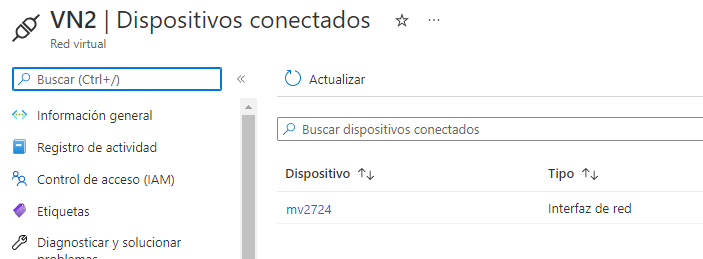 VN2 | Dispositivos conectados
Red virtual
Buscar (Ctrl+/)
Actualizar
Información general
Buscar dispositivos conectados
Registro de actividad
Control de acceso (IAM)
Dispositivo
Tipo
Etiquetas
mv2724
Interfaz de red
Diagnosticar y solucionar
problemas